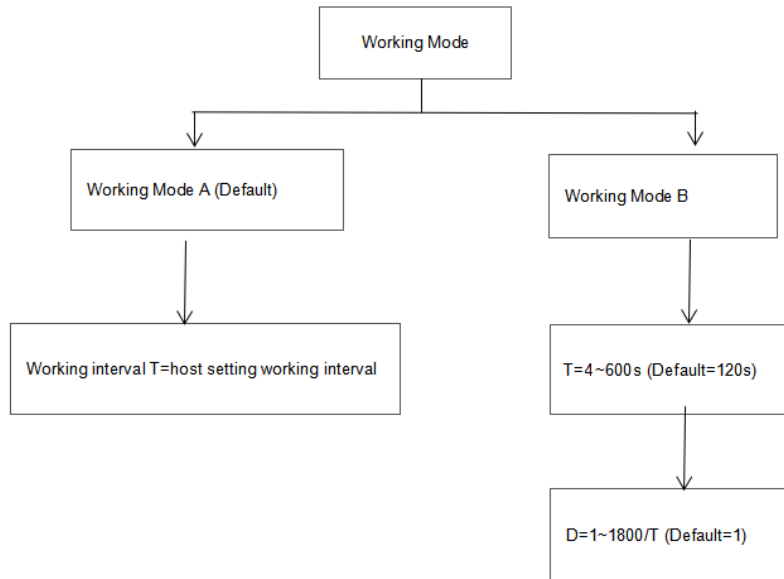 Working Mode
Working Mode A (Default)
Working Mode B
Working interval T=host setting working interval
T=4~600s (Default=120s)
D=1~1800/T (Default=1)